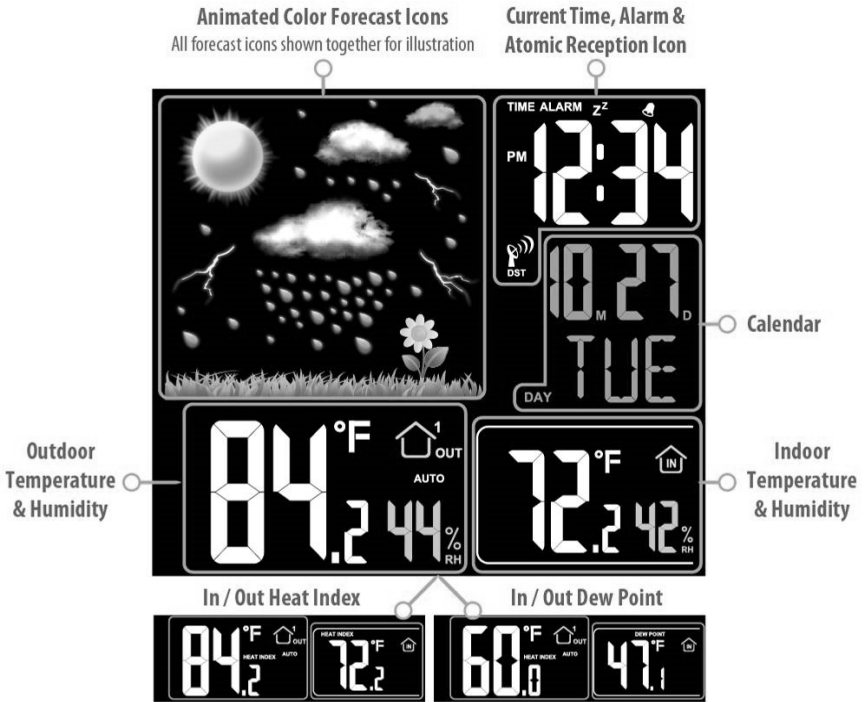 Animated Color Forecast Icons
All forecast icons shown together for illustration
Current Time, Alarm &
Atomic Reception Icon
TIME ALARM Zz
PM 12:34
DST
10 M 27 D
Calendar
DAY TUE
Outdoor
Temperature
& Humidity
84.2 °F 1 OUT
AUTO
44 % RH
72.2 °F IN
42 % RH
Indoor
Temperature
& Humidity
In / Out Heat Index
84.2 °F 1 OUT
HEAT INDEX AUTO
HEAT INDEX
72.2 °F IN
In / Out Dew Point
60.0 °F 1 OUT
HEAT INDEX AUTO
DEW POINT
47.1 °F IN